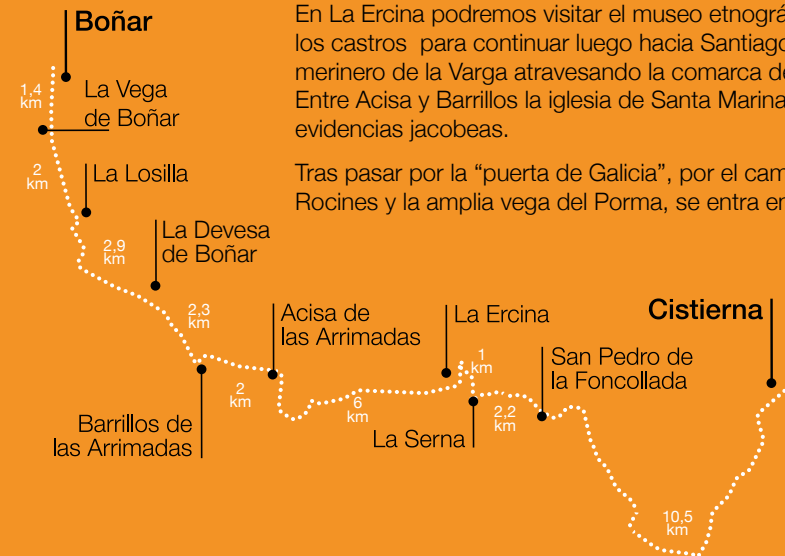 En La Ercina podremos visitar el museo etnográ
los castros para continuar luego hacia Santiago
merinero de la Varga atravesando la comarca de
Entre Acisa y Barrillos la iglesia de Santa Marina
evidencias jacobeas.
Tras pasar por la “puerta de Galicia”, por el cam
Rocines y la amplia vega del Porma, se entra en
Boñar
1,4
km
La Vega
de Boñar
2
km
La Losilla
2,9
km
La Devesa
de Boñar
2,3
km
Barrillos de
las Arrimadas
2
km
Acisa de
las Arrimadas
6
km
La Ercina
1
km
La Serna
2,2
km
San Pedro de
la Foncollada
10,5
km
Cistierna